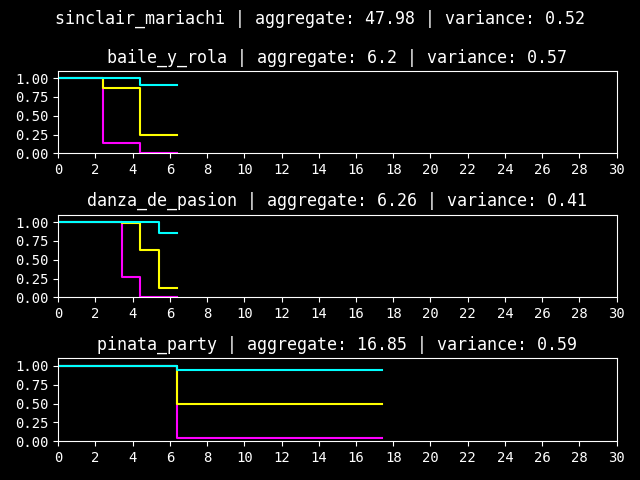 sinclair_mariachi | aggregate: 47.98 | variance: 0.52
baile_y_rola | aggregate: 6.2 | variance: 0.57
1.00
0.75
0.50
0.25
0.00
0 2 4 6 8 10 12 14 16 18 20 22 24 26 28 30
danza_de_pasion | aggregate: 6.26 | variance: 0.41
1.00
0.75
0.50
0.25
0.00
0 2 4 6 8 10 12 14 16 18 20 22 24 26 28 30
pinata_party | aggregate: 16.85 | variance: 0.59
1.00
0.75
0.50
0.25
0.00
0 2 4 6 8 10 12 14 16 18 20 22 24 26 28 30